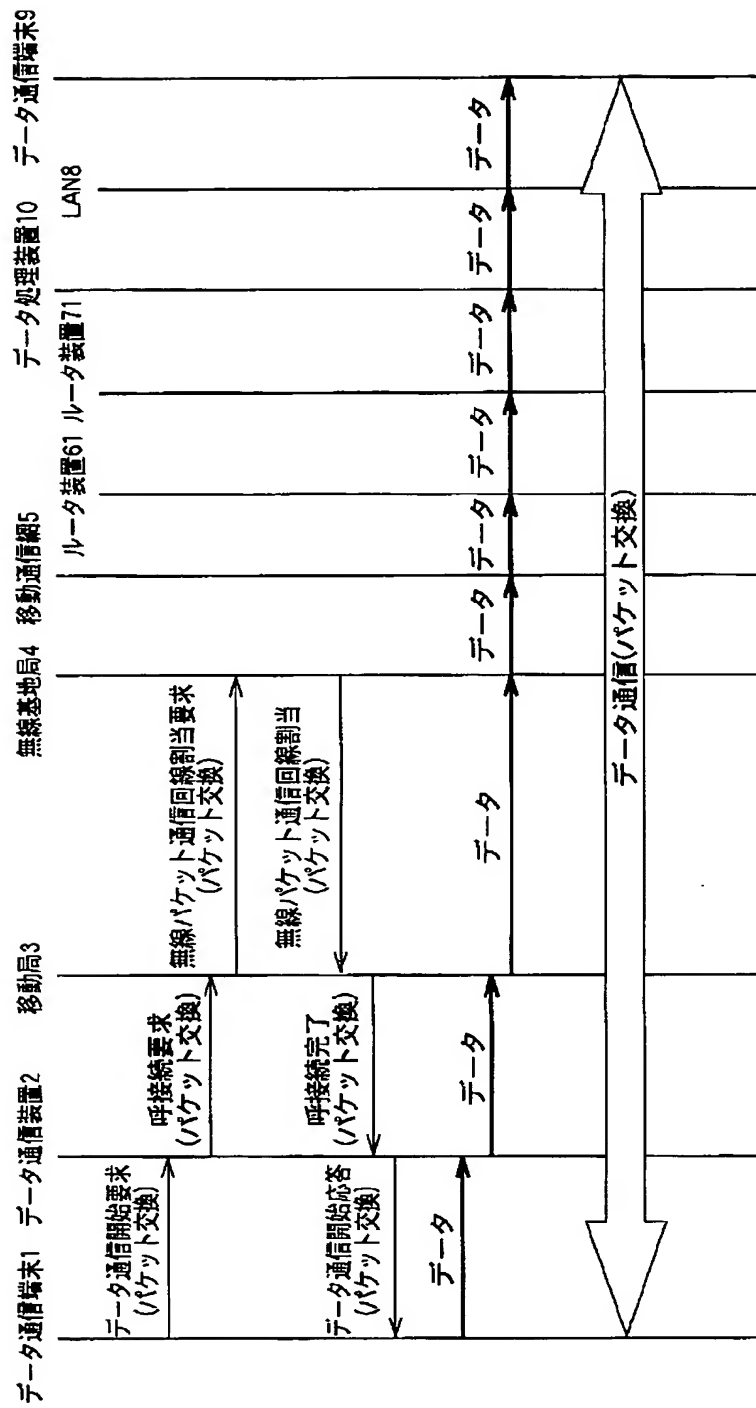 データ通信端末1
データ通信装置2
移動局3
無線基地局4
移動通信網5
ルータ装置61
ルータ装置71
データ処理装置10
LAN8
データ通信端末9
データ通信開始要求
(パケット交換)
呼接続要求
(パケット交換)
無線パケット通信回線割当要求
(パケット交換)
無線パケット通信回線割当
(パケット交換)
呼接続完了
(パケット交換)
データ通信開始応答
(パケット交換)
データ
データ
データ
データ
データ
データ
データ
データ
データ
データ通信(パケット交換)